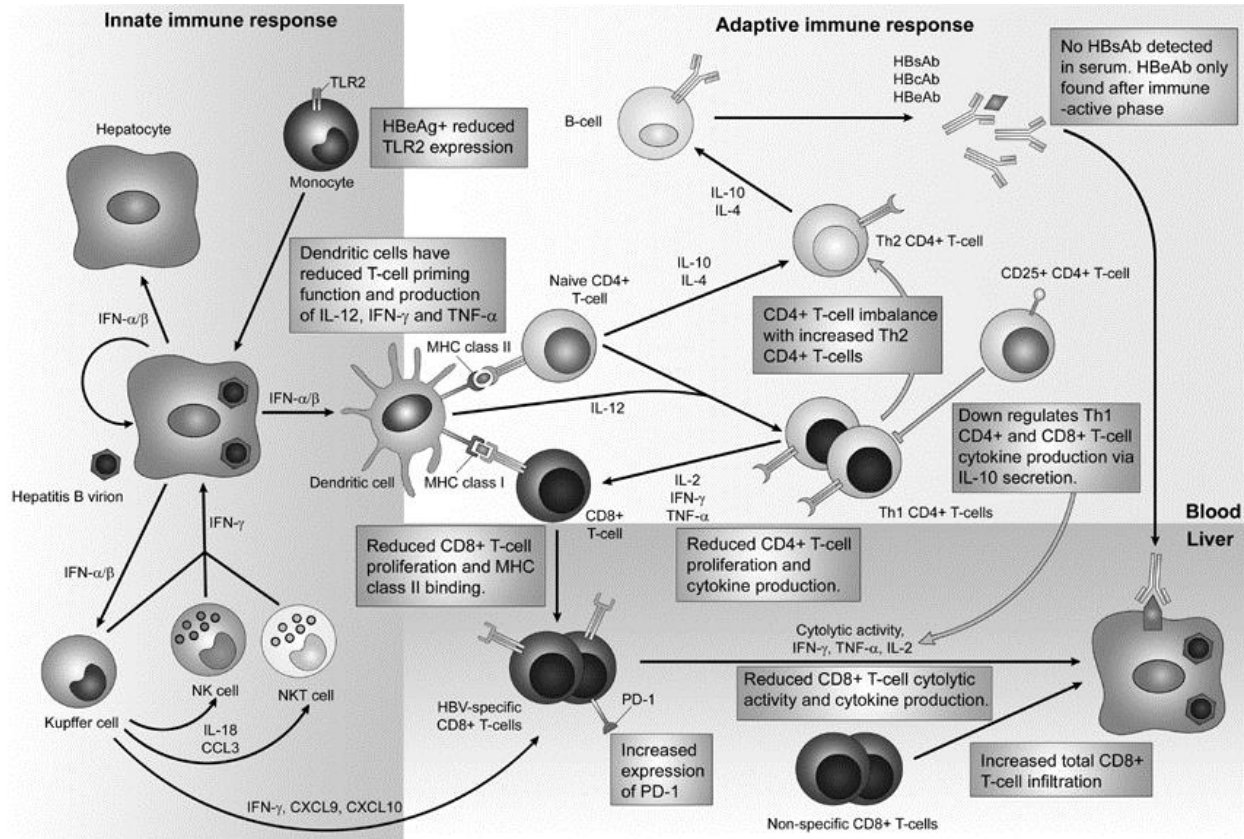 Innate immune response
Adaptive immune response
TLR2
Hepatocyte
HBeAg+ reduced
TLR2 expression
Monocyte
B-cell
HBsAb
HBcAb
HBeAb
No HBsAb detected
in serum. HBeAb only
found after immune
-active phase
IL-10
IL-4
Th2 CD4+ T-cell
Dendritic cells have
reduced T-cell priming
function and production
of IL-12, IFN-γ and TNF-α
Naive CD4+
T-cell
IL-10
IL-4
CD25+ CD4+ T-cell
CD4+ T-cell imbalance
with increased Th2
CD4+ T-cells
IFN-α/β
MHC class II
IFN-α/β
IL-12
Down regulates Th1
CD4+ and CD8+ T-cell
cytokine production via
IL-10 secretion.
Hepatitis B virion
Dendritic cell
MHC class I
CD8+
T-cell
IL-2
IFN-γ
TNF-α
Th1 CD4+ T-cells
Blood
Liver
IFN-γ
IFN-α/β
Reduced CD8+ T-cell
proliferation and MHC
class II binding.
Reduced CD4+ T-cell
proliferation and
cytokine production.
Kupffer cell
NK cell
NKT cell
IL-18
CCL3
HBV-specific
CD8+ T-cells
PD-1
Cytolytic activity,
IFN-γ, TNF-α, IL-2
Reduced CD8+ T-cell cytolytic
activity and cytokine production.
Increased
expression
of PD-1
Increased total CD8+
T-cell infiltration
IFN-γ, CXCL9, CXCL10
Non-specific CD8+ T-cells